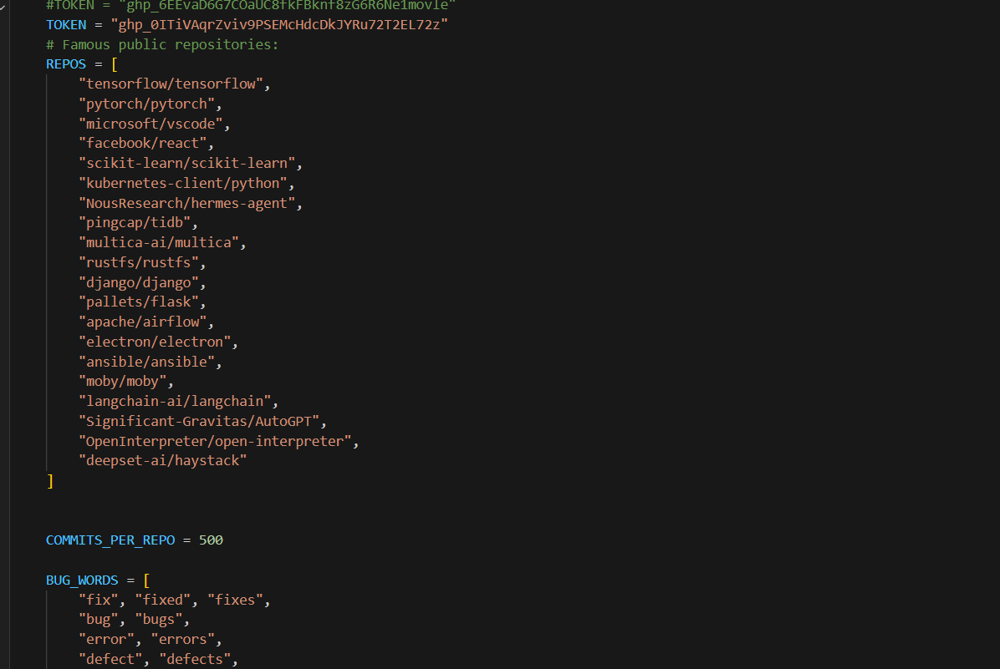 #TOKEN =
TOKEN = "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"
# Famous public repositories:
REPOS = [
"tensorflow/tensorflow",
"pytorch/pytorch",
"microsoft/vscode",
"facebook/react",
"scikit-learn/scikit-learn",
"kubernetes-client/python",
"NousResearch/hermes-agent",
"pingcap/tidb",
"multica-ai/multica",
"rustfs/rustfs",
"django/django",
"pallets/flask",
"apache/airflow",
"electron/electron",
"ansible/ansible",
"moby/moby",
"langchain-ai/langchain",
"Significant-Gravitas/AutoGPT",
"OpenInterpreter/open-interpreter",
"deepset-ai/haystack"
]
COMMITS_PER_REPO = 500
BUG_WORDS = [
"fix", "fixed", "fixes",
"bug", "bugs",
"error", "errors",
"defect", "defects",